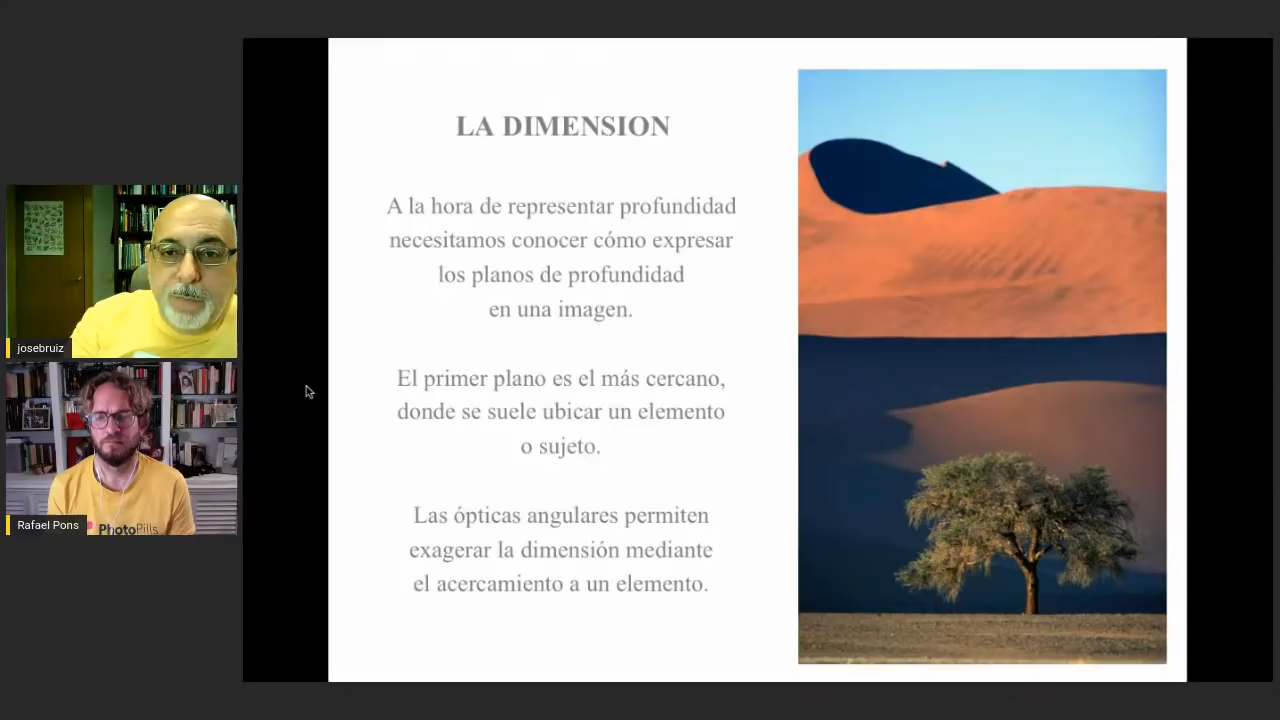 LA DIMENSION
A la hora de representar profundidad
necesitamos conocer cómo expresar
los planos de profundidad
en una imagen.
El primer plano es el más cercano,
donde se suele ubicar un elemento
o sujeto.
Las ópticas angulares permiten
exagerar la dimensión mediante
el acercamiento a un elemento.
josebruiz
PhotoPills
Rafael Pons